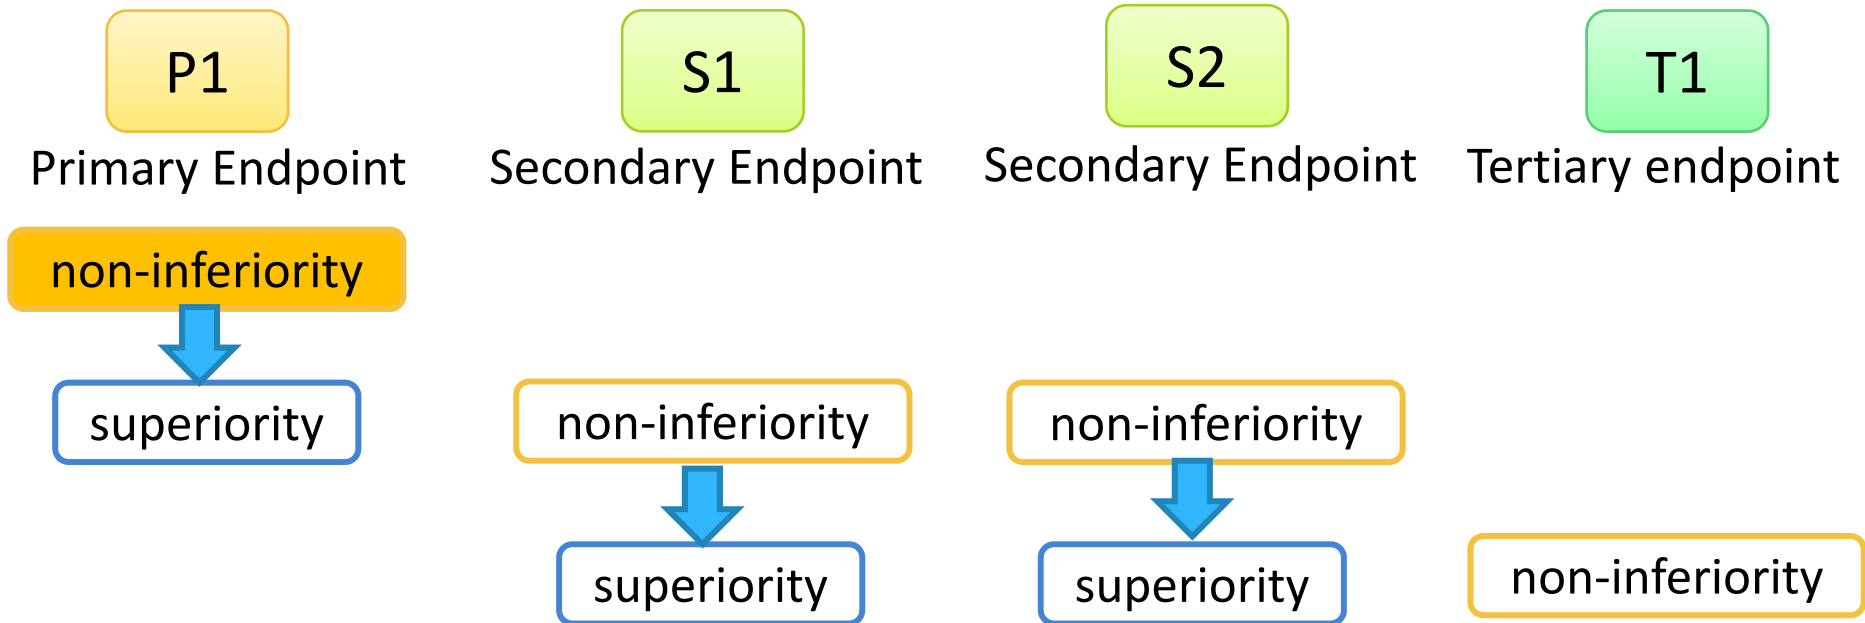 P1
S1
S2
T1
Primary Endpoint
Secondary Endpoint
Secondary Endpoint
Tertiary endpoint
non-inferiority
superiority
non-inferiority
non-inferiority
superiority
superiority
non-inferiority